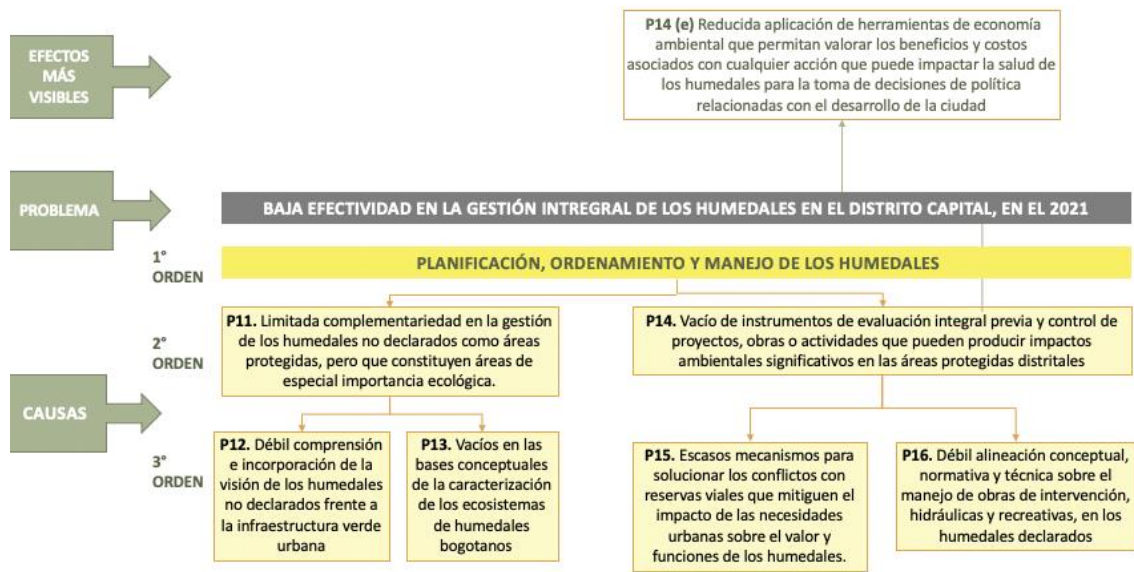 EFECTOS
MÁS
VISIBLES
P14 (e) Reducida aplicación de herramientas de economía
ambiental que permitan valorar los beneficios y costos
asociados con cualquier acción que puede impactar la salud de
los humedales para la toma de decisiones de política
relacionadas con el desarrollo de la ciudad
PROBLEMA
BAJA EFECTIVIDAD EN LA GESTIÓN INTREGRAL DE LOS HUMEDALES EN EL DISTRITO CAPITAL, EN EL 2021
1°
ORDEN
PLANIFICACIÓN, ORDENAMIENTO Y MANEJO DE LOS HUMEDALES
2°
ORDEN
P11. Limitada complementariedad en la gestión
de los humedales no declarados como áreas
protegidas, pero que constituyen áreas de
especial importancia ecológica.
P14. Vacío de instrumentos de evaluación integral previa y control de
proyectos, obras o actividades que pueden producir impactos
ambientales significativos en las áreas protegidas distritales
CAUSAS
3°
ORDEN
P12. Débil comprensión
e incorporación de la
visión de los humedales
no declarados frente a
la infraestructura verde
urbana
P13. Vacíos en las
bases conceptuales
de la caracterización
de los ecosistemas
de humedales
bogotanos
P15. Escasos mecanismos para
solucionar los conflictos con
reservas viales que mitiguen el
impacto de las necesidades
urbanas sobre el valor y
funciones de los humedales.
P16. Débil alineación conceptual,
normativa y técnica sobre el
manejo de obras de intervención,
hidráulicas y recreativas, en los
humedales declarados